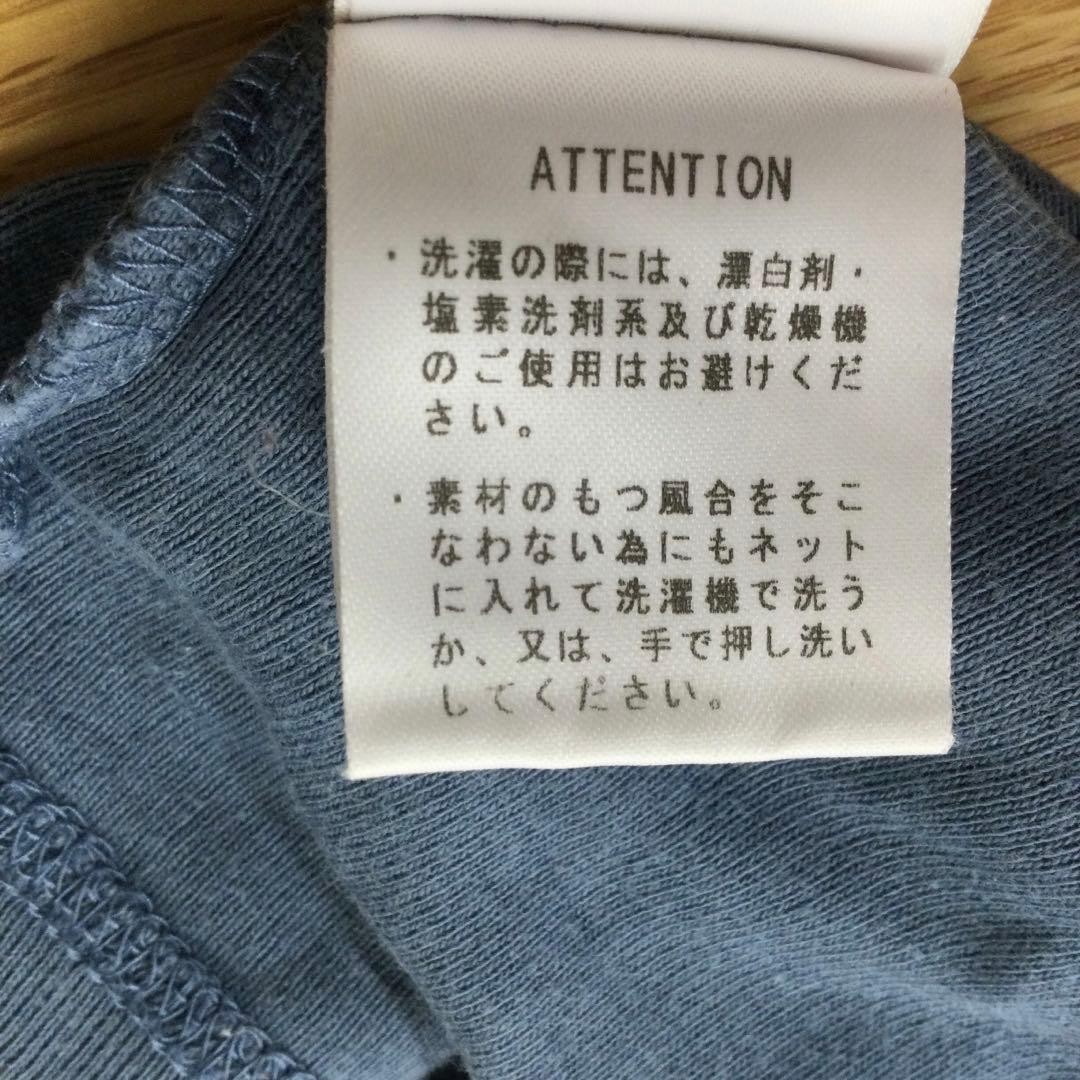 ATTENTION
・洗濯の際には、漂白剤・
塩素洗剤系及び乾燥機
のご使用はお避けくだ
さい。
・素材のもつ風合をそこ
なわない為にもネット
に入れて洗濯機で洗う
か、又は、手で押し洗い
してください。